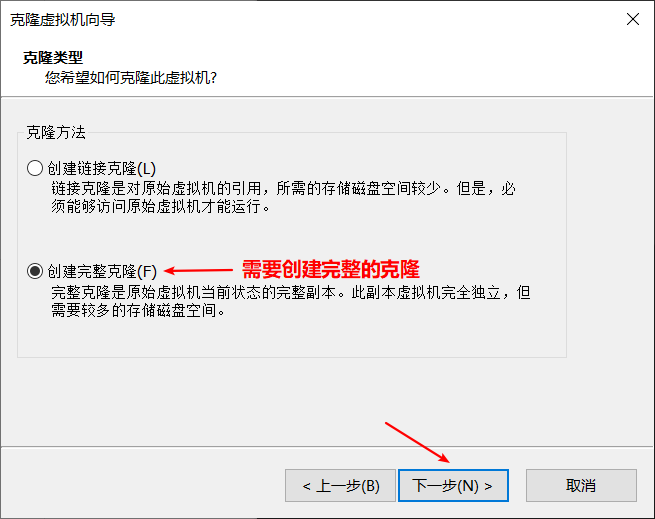 克隆虚拟机向导
克隆类型
您希望如何克隆此虚拟机?
克隆方法
创建链接克隆(L)
链接克隆是对原始虚拟机的引用，所需的存储磁盘空间较少。但是，必
须能够访问原始虚拟机才能运行。
创建完整克隆(F)
需要创建完整的克隆
完整克隆是原始虚拟机当前状态的完整副本。此副本虚拟机完全独立，但
需要较多的存储磁盘空间。
< 上一步(B)
下一步(N) >
取消